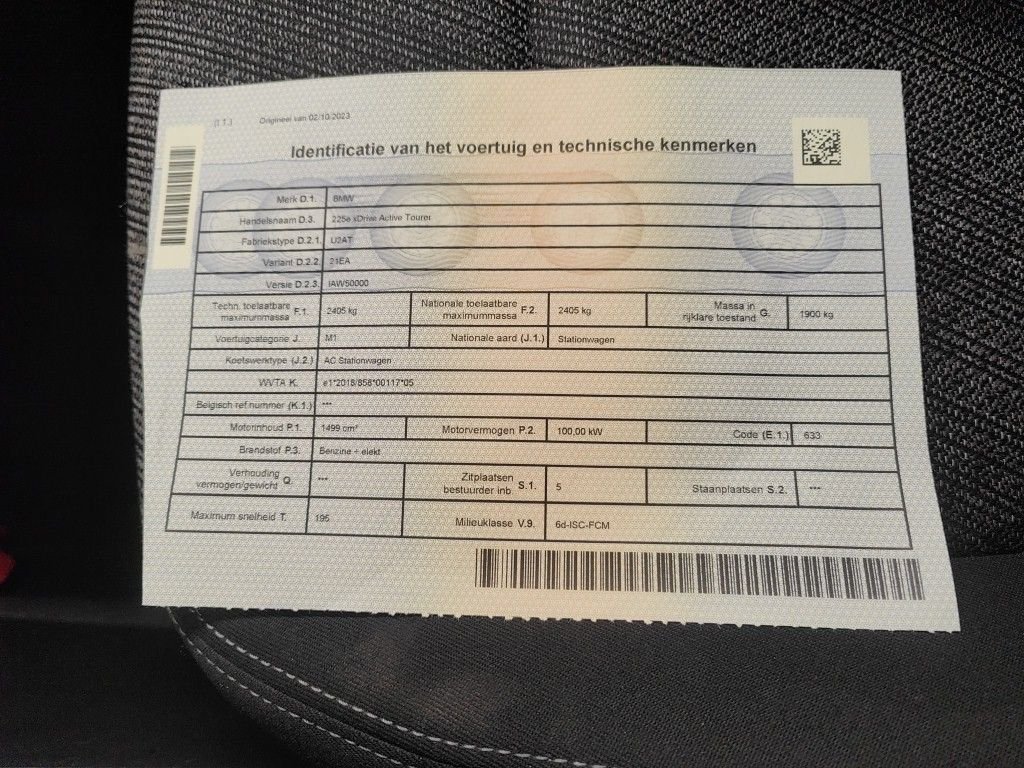 (I.1.) Origineel van 02/10/2023
Identificatie van het voertuig en technische kenmerken
Merk D.1. BMW
Handelsnaam D.3. 225e xDrive Active Tourer
Fabriekstype D.2.1. U2AT
Variant D.2.2. 21EA
Versie D.2.3. IAW50000
Techn. toelaatbare maximummassa F.1. 2405 kg Nationale toelaatbare maximummassa F.2. 2405 kg Massa in rijklare toestand G. 1900 kg
Voertuigcategorie J. M1 Nationale aard (J.1.) Stationwagen
Koetswerktype (J.2.) AC Stationwagen
WVTA K. e1*2018/858*00117*05
Belgisch ref nummer (K.1.) ***
Motorinhoud P.1. 1499 cm³ Motorvermogen P.2. 100,00 kW Code (E.1.) 633
Brandstof P.3. Benzine + elekt
Verhouding vermogen/gewicht Q. *** Zitplaatsen bestuurder inb. S.1. 5 Staanplaatsen S.2. ***
Maximum snelheid T. 195 Milieuklasse V.9. 6d-ISC-FCM